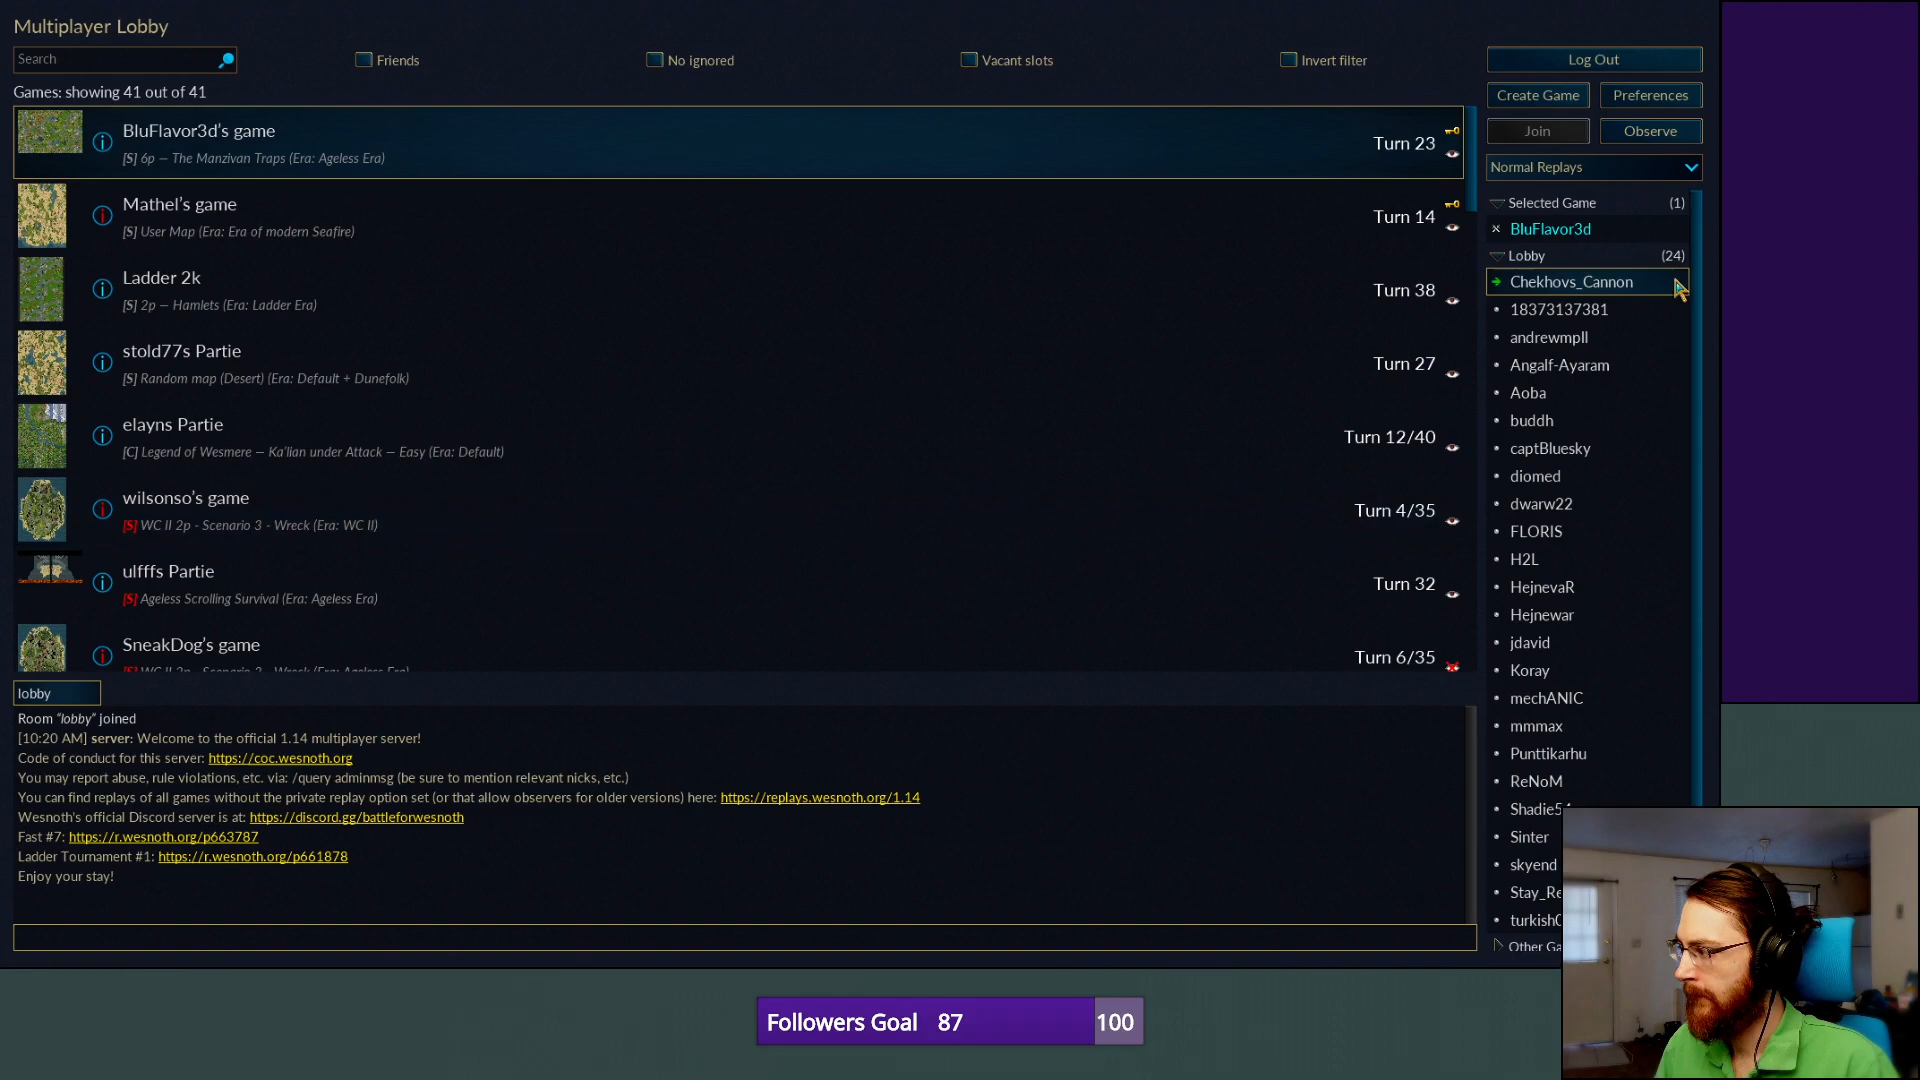 Multiplayer Lobby
Search
Friends
No ignored
Vacant slots
Invert filter
Log Out
Games: showing 41 out of 41
Create Game
Preferences
Join
Observe
Normal Replays
BluFlavor3d's game
[S] 6p — The Manzivan Traps (Era: Ageless Era)
Turn 23
Mathel's game
[S] User Map (Era: Era of modern Seafire)
Turn 14
Ladder 2k
[S] 2p — Hamlets (Era: Ladder Era)
Turn 38
stold77s Partie
[S] Random map (Desert) (Era: Default + Dunefolk)
Turn 27
elayns Partie
[C] Legend of Wesmere — Ka'lian under Attack — Easy (Era: Default)
Turn 12/40
wilsonso's game
[S] WC II 2p - Scenario 3 - Wreck (Era: WC II)
Turn 4/35
ulfffs Partie
[S] Ageless Scrolling Survival (Era: Ageless Era)
Turn 32
SneakDog's game
[S] WC II 2p - Scenario 3 - Wreck (Era: Ageless Era)
Turn 6/35
Selected Game (1)
BluFlavor3d
Lobby (24)
Chekhovs_Cannon
18373137381
andrewmpll
Angalf-Ayaram
Aoba
buddh
captBluesky
diomed
dwarw22
FLORIS
H2L
HejnevaR
Hejnewar
jdavid
Koray
mechANIC
mmmax
Punttikarhu
ReNoM
Sinter
skyend
lobby
Room "lobby" joined
[10:20 AM] server: Welcome to the official 1.14 multiplayer server!
Code of conduct for this server: https://coc.wesnoth.org
You may report abuse, rule violations, etc. via: /query adminmsg (be sure to mention relevant nicks, etc.)
You can find replays of all games without the private replay option set (or that allow observers for older versions) here: https://replays.wesnoth.org/1.14
Wesnoth's official Discord server is at: https://discord.gg/battleforwesnoth
Fast #7: https://r.wesnoth.org/p663787
Ladder Tournament #1: https://r.wesnoth.org/p661878
Enjoy your stay!
Followers Goal 87 100